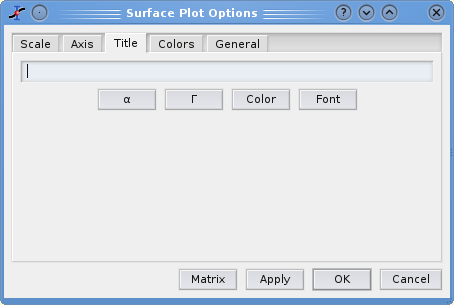 Surface Plot Options
Scale Axis Title Colors General
α Γ Color Font
Matrix Apply OK Cancel